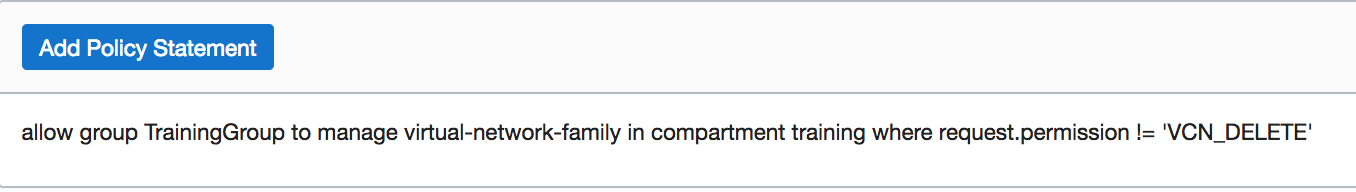 Add Policy Statement
allow group TrainingGroup to manage virtual-network-family in compartment training where request.permission != 'VCN_DELETE'